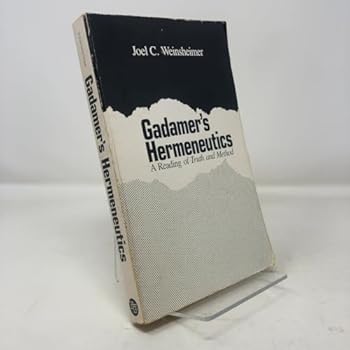 Joel C. Weinsheimer
Gadamer's
Hermeneutics
A Reading of Truth and Method
Gadamer's Hermeneutics